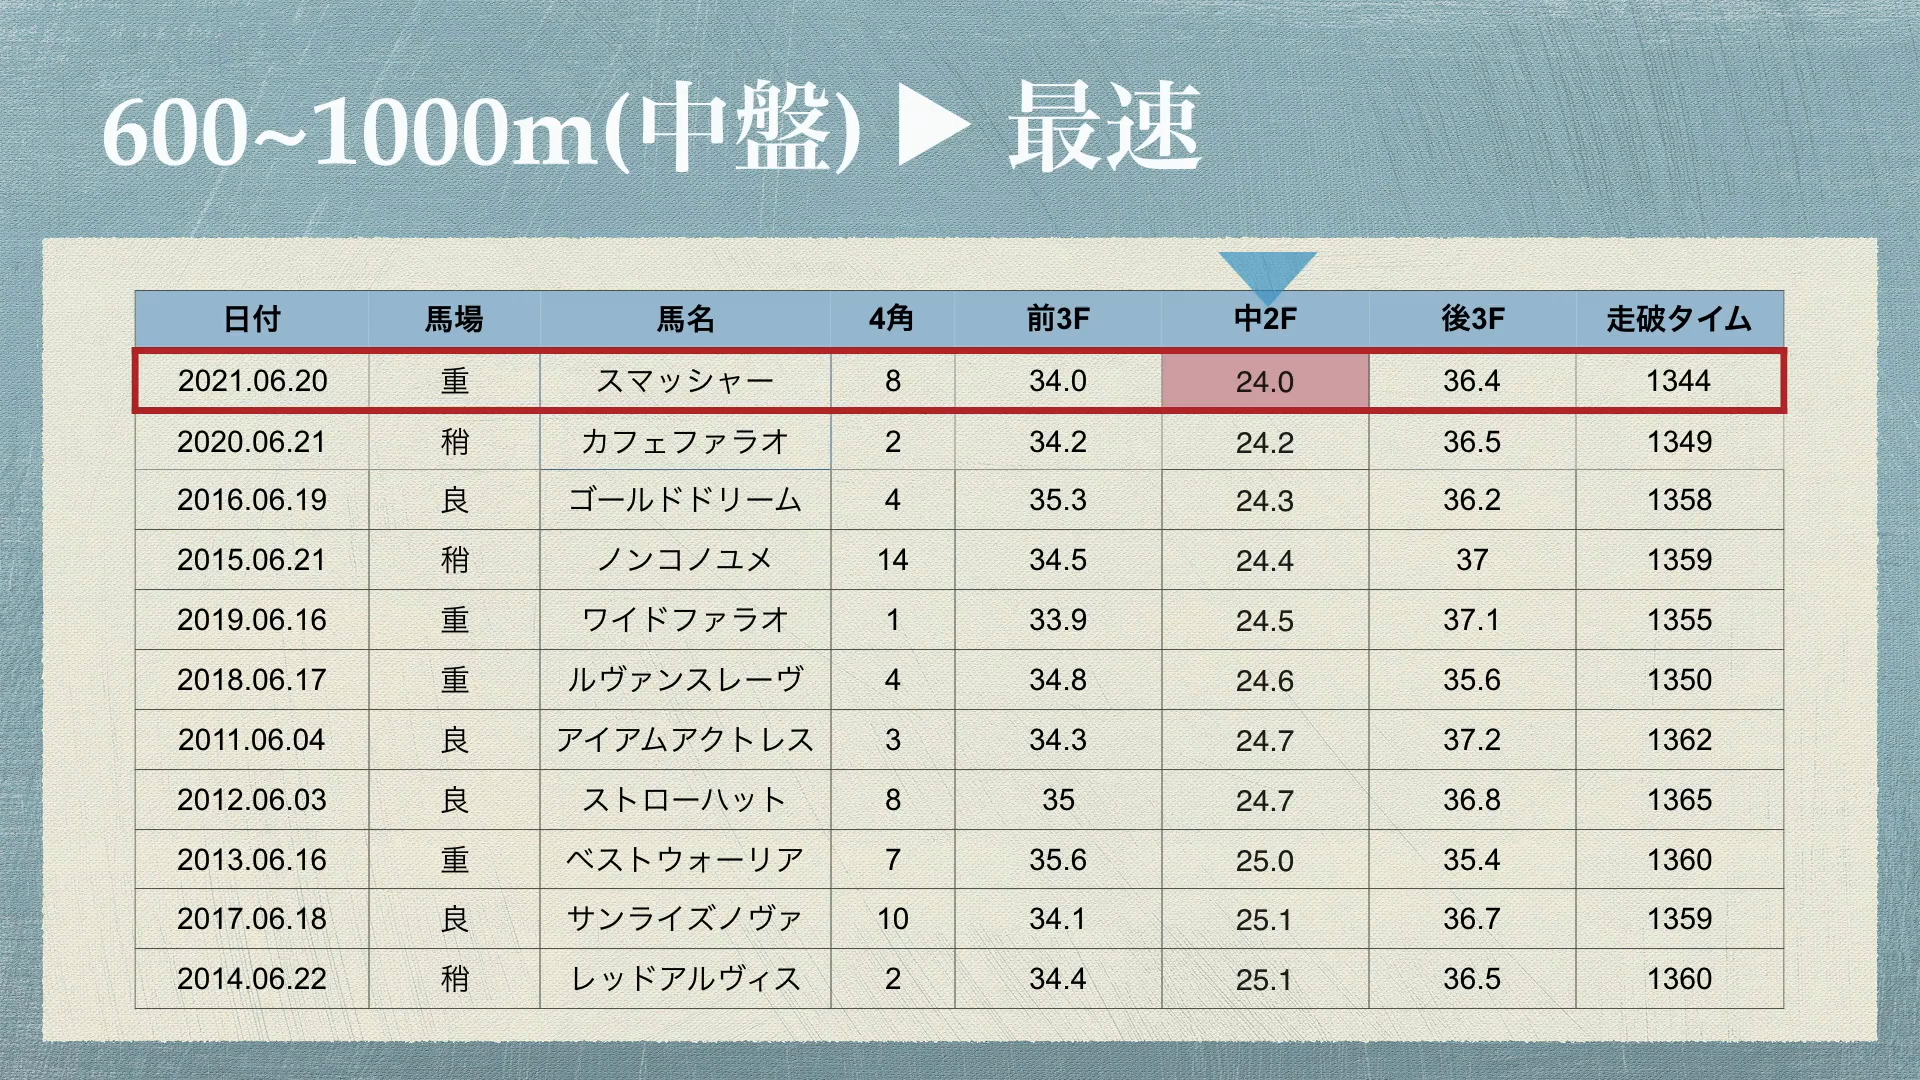 600~1000m(中盤) ▶ 最速
日付 馬場 馬名 4角 前3F 中2F 後3F 走破タイム
2021.06.20 重 スマッシャー 8 34.0 24.0 36.4 1344
2020.06.21 稍 カフェファラオ 2 34.2 24.2 36.5 1349
2016.06.19 良 ゴールドドリーム 4 35.3 24.3 36.2 1358
2015.06.21 稍 ノンコノユメ 14 34.5 24.4 37 1359
2019.06.16 重 ワイドファラオ 1 33.9 24.5 37.1 1355
2018.06.17 重 ルヴァンスレーヴ 4 34.8 24.6 35.6 1350
2011.06.04 良 アイアムアクトレス 3 34.3 24.7 37.2 1362
2012.06.03 良 ストローハット 8 35 24.7 36.8 1365
2013.06.16 重 ベストウォーリア 7 35.6 25.0 35.4 1360
2017.06.18 良 サンライズノヴァ 10 34.1 25.1 36.7 1359
2014.06.22 稍 レッドアルヴィス 2 34.4 25.1 36.5 1360